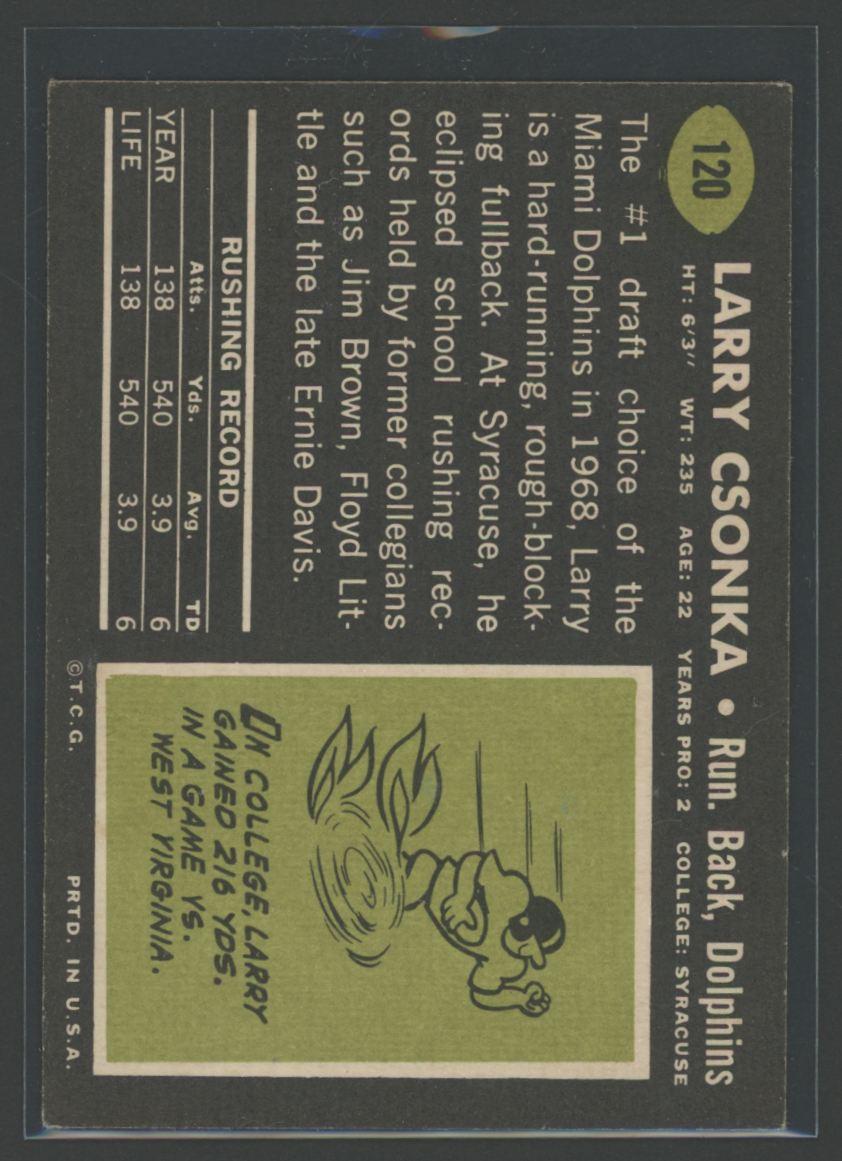 120
LARRY CSONKA • Run. Back, Dolphins
HT: 6'3" WT: 235 AGE: 22 YEARS PRO: 2 COLLEGE: SYRACUSE
The #1 draft choice of the
Miami Dolphins in 1968, Larry
is a hard-running, rough-block-
ing fullback. At Syracuse, he
eclipsed school rushing rec-
ords held by former collegians
such as Jim Brown, Floyd Lit-
tle and the late Ernie Davis.
RUSHING RECORD
Atts. Yds. Avg. TD
YEAR 138 540 3.9 6
LIFE 138 540 3.9 6
IN COLLEGE, LARRY
GAINED 216 YDS.
IN A GAME VS.
WEST VIRGINIA.
©T.C.G. PRTD. IN U.S.A.